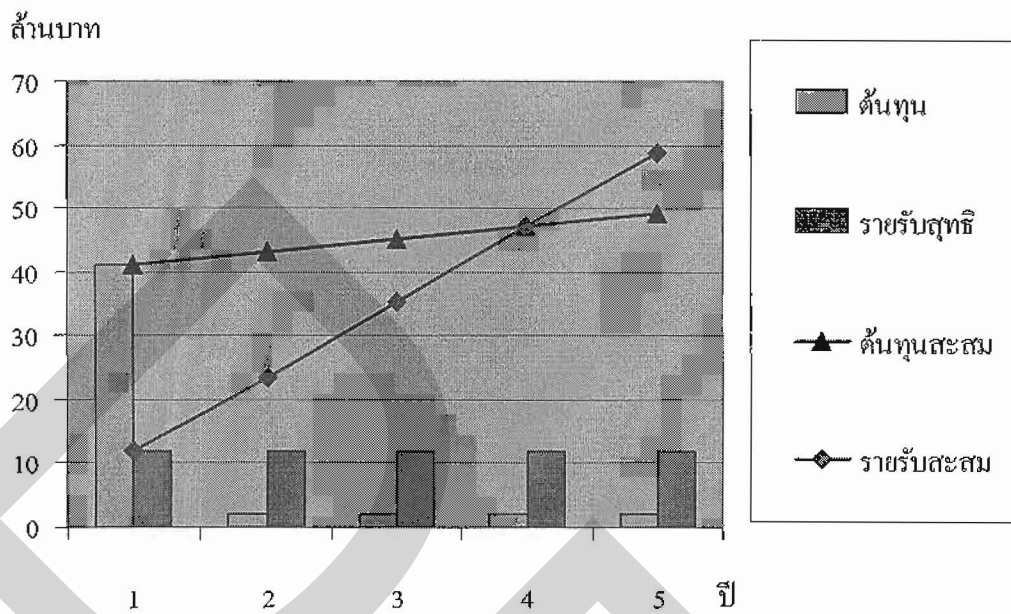 ล้านบาท
70
60
50
40
30
20
10
0
1 2 3 4 5 ปี
ต้นทุน
รายรับสุทธิ
ต้นทุนสะสม
รายรับสะสม